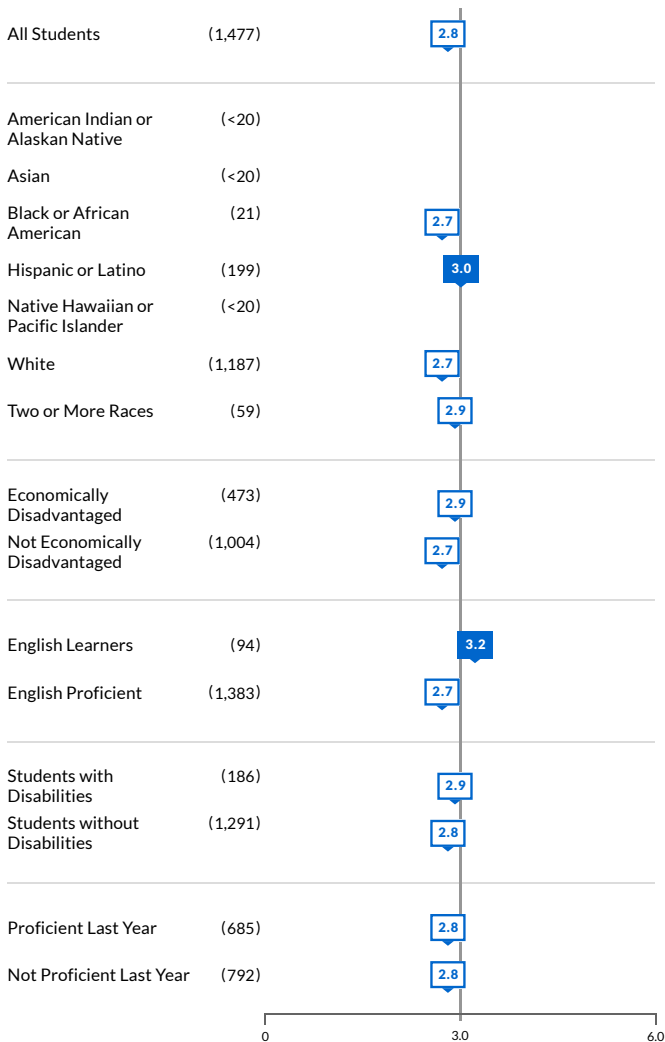 All Students (1,477) 2.8
American Indian or (<20)
Alaskan Native
Asian (<20)
Black or African (21) 2.7
American
Hispanic or Latino (199) 3.0
Native Hawaiian or (<20)
Pacific Islander
White (1,187) 2.7
Two or More Races (59) 2.9
Economically (473) 2.9
Disadvantaged
Not Economically (1,004) 2.7
Disadvantaged
English Learners (94) 3.2
English Proficient (1,383) 2.7
Students with (186) 2.9
Disabilities
Students without (1,291) 2.8
Disabilities
Proficient Last Year (685) 2.8
Not Proficient Last Year (792) 2.8
0 3.0 6.0